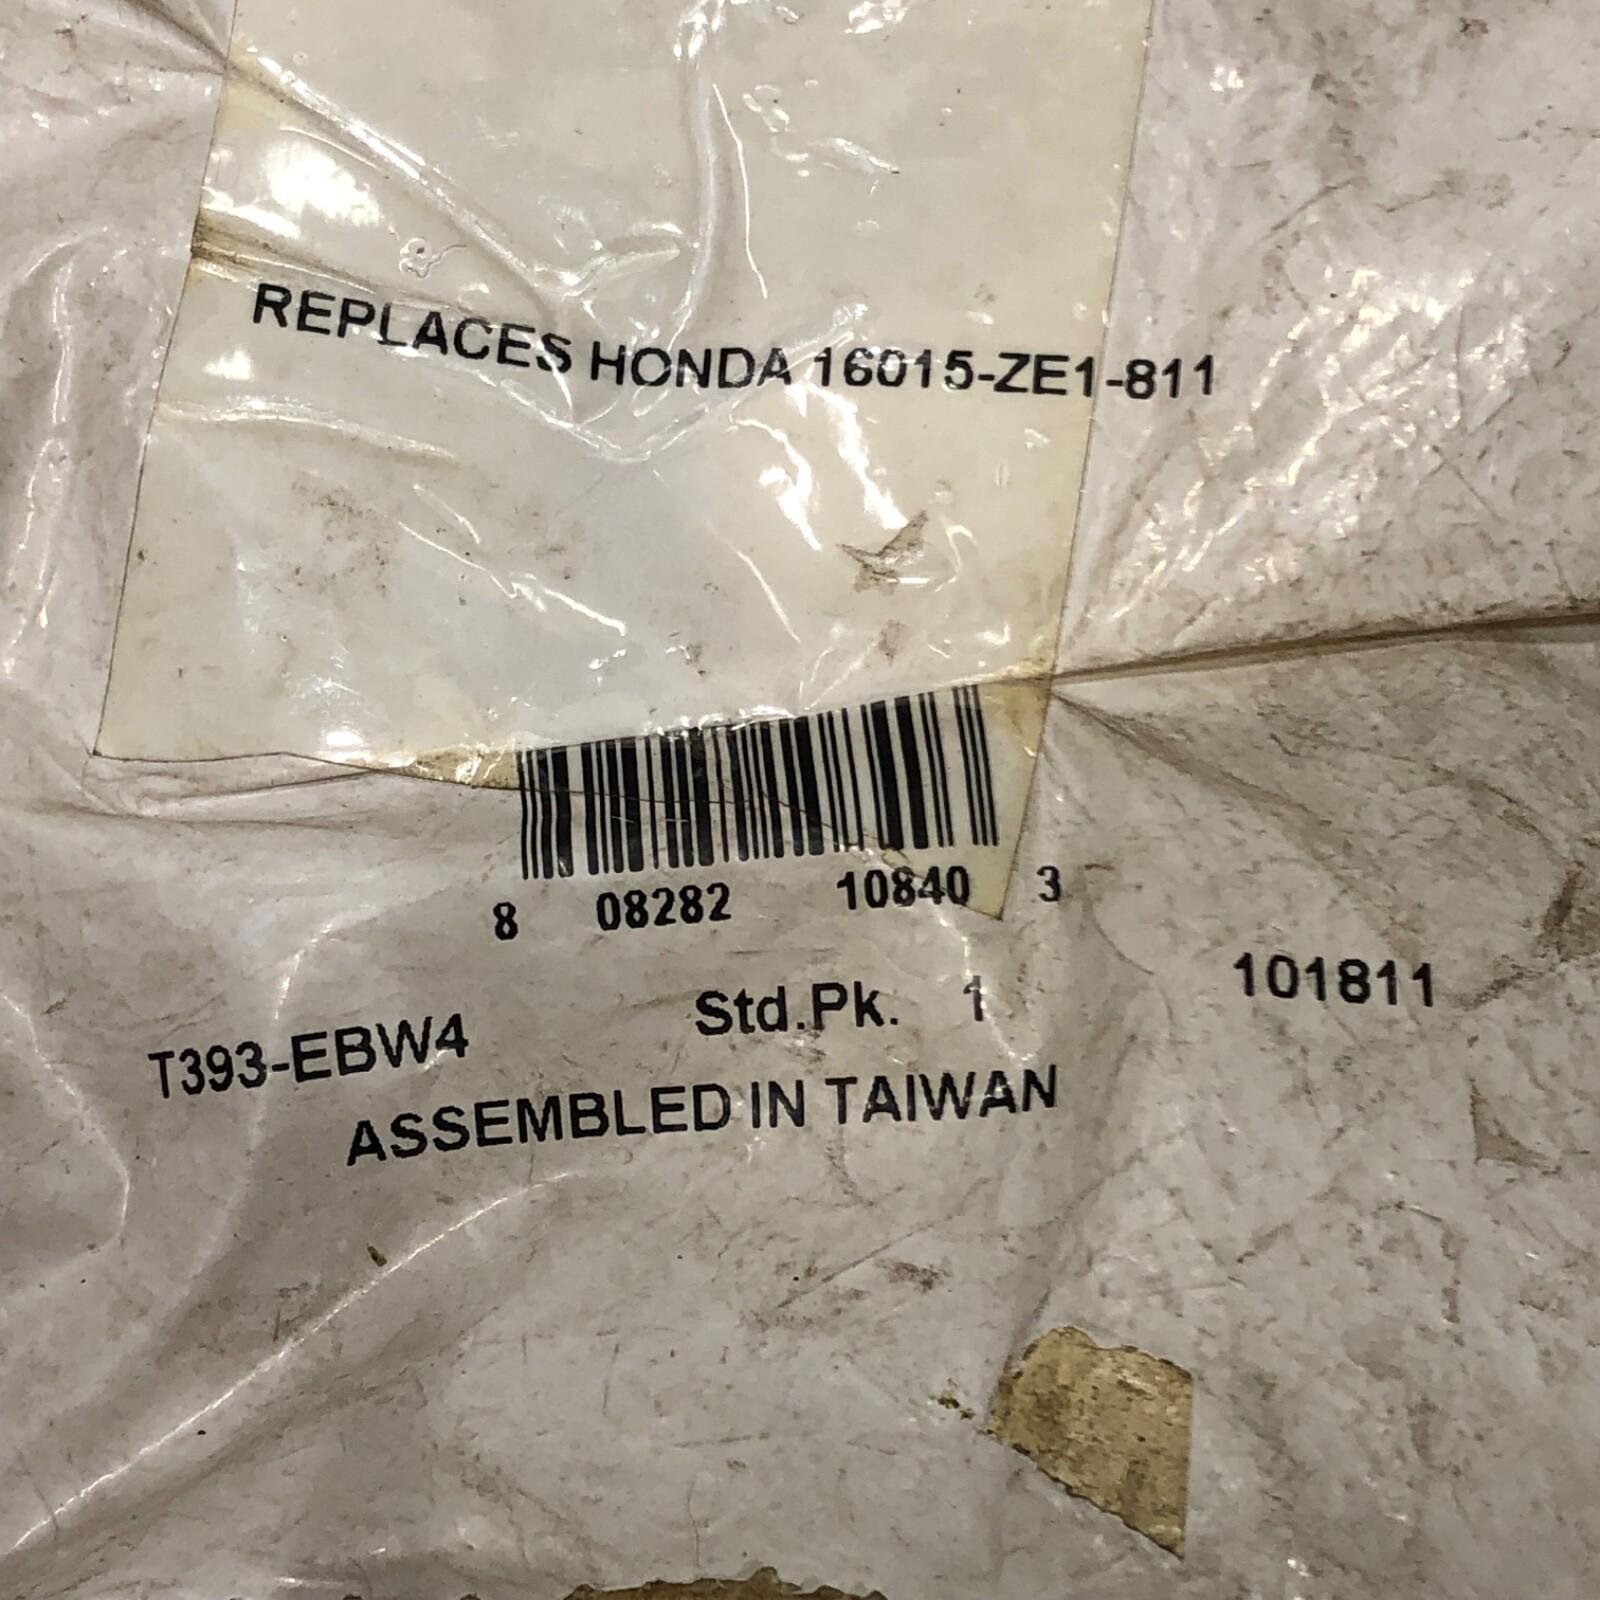 REPLACES HONDA 16015-ZE1-811
8 08282 10840 3
T393-EBW4 Std.Pk. 1 101811
ASSEMBLED IN TAIWAN